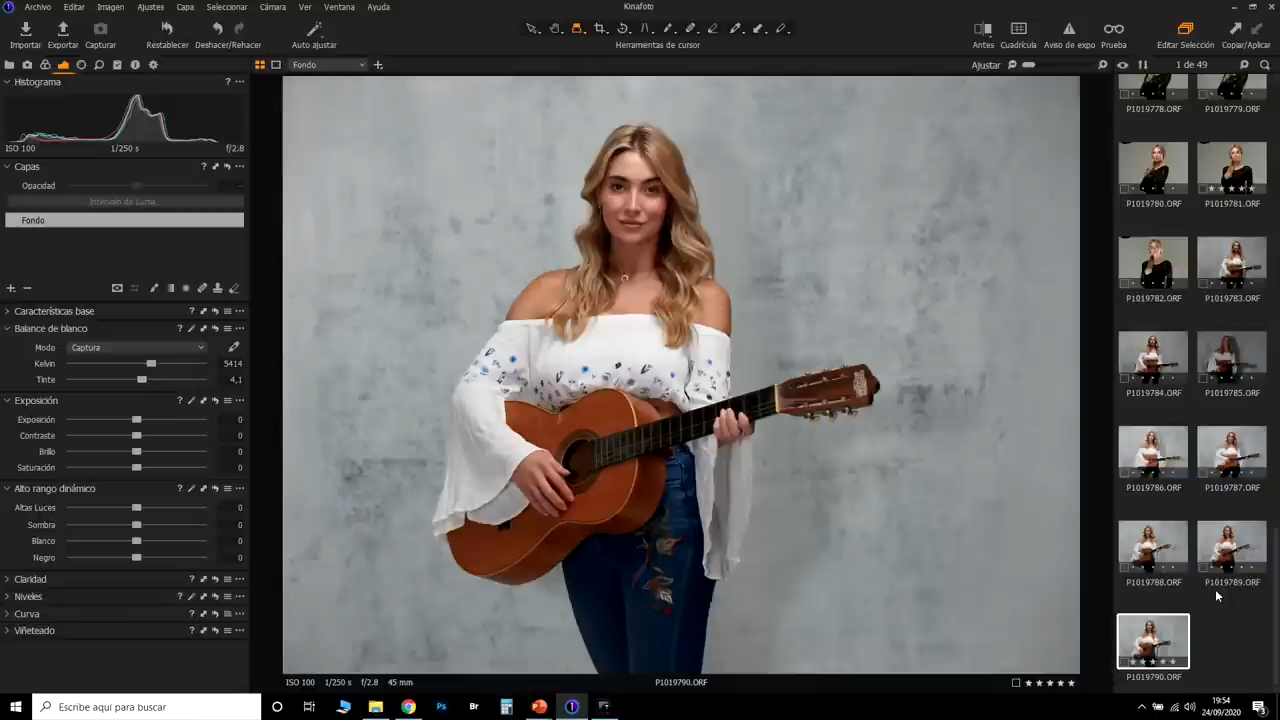 Kinafoto
Archivo Editar Imagen Ajustes Capa Seleccionar Cámara Ver Ventana Ayuda
Importar Exportar Capturar Restablecer Deshacer/Rehacer Auto ajustar Herramientas de cursor Antes Cuadrícula Aviso de expo Prueba Editar Selección Copiar/Aplicar
Fondo Ajustar 1 de 49
Histograma ? ...
ISO 100 1/250 s f/2.8
Capas ? ...
Opacidad
Intervalo de Luma...
Fondo
Características base ? ...
Balance de blanco ? ...
Modo Captura
Kelvin 5414
Tinte 4,1
Exposición ? ...
Exposición 0
Contraste 0
Brillo 0
Saturación 0
Alto rango dinámico ? ...
Altas Luces 0
Sombra 0
Blanco 0
Negro 0
Claridad ? ...
Niveles ? ...
Curva ? ...
Viñeteado ? ...
ISO 100 1/250 s f/2.8 45 mm P1019790.ORF
P1019778.ORF P1019779.ORF
P1019780.ORF P1019781.ORF
P1019782.ORF P1019783.ORF
P1019784.ORF P1019785.ORF
P1019786.ORF P1019787.ORF
P1019788.ORF P1019789.ORF
P1019790.ORF
Escribe aquí para buscar
Ps Br
19:54
24/09/2020